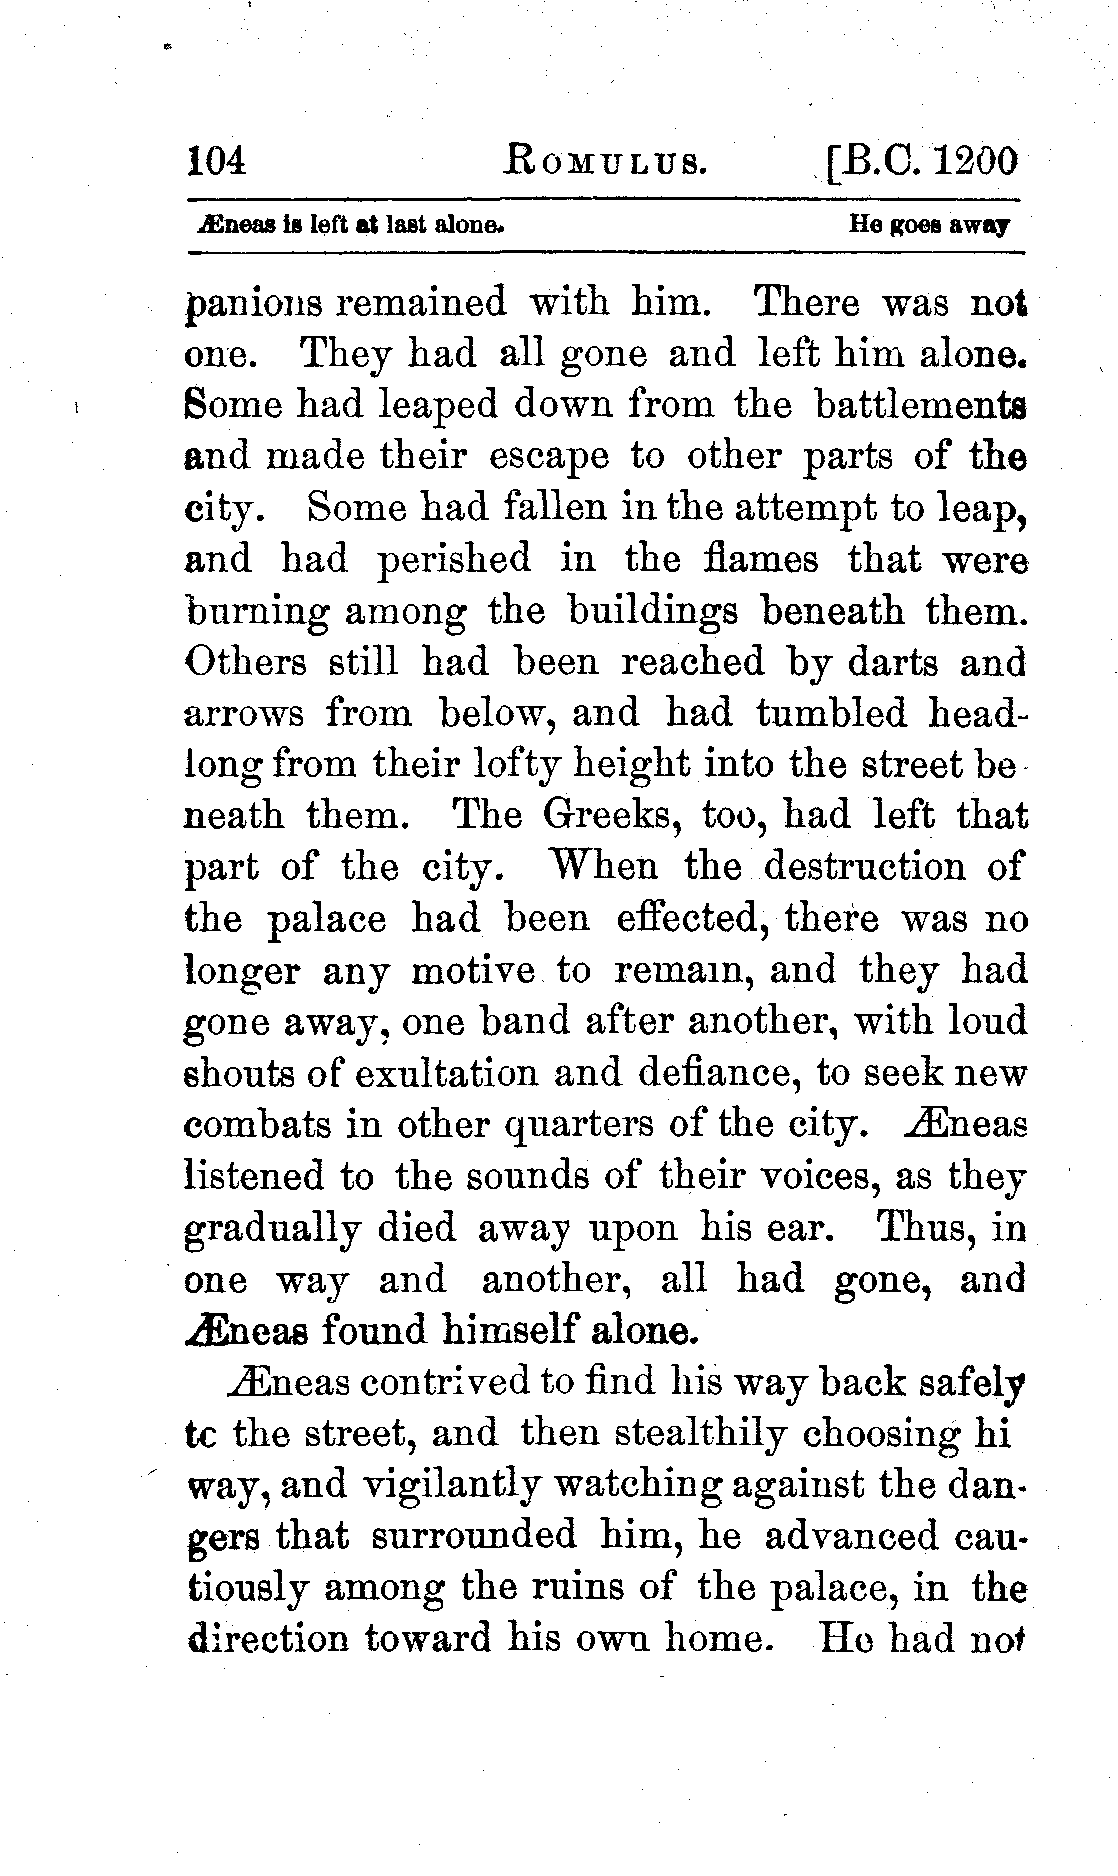 104 ROMULUS. [B.C. 1200
Æneas is left at last alone. He goes away
panions remained with him. There was not
one. They had all gone and left him alone.
Some had leaped down from the battlements
and made their escape to other parts of the
city. Some had fallen in the attempt to leap,
and had perished in the flames that were
burning among the buildings beneath them.
Others still had been reached by darts and
arrows from below, and had tumbled head-
long from their lofty height into the street be-
neath them. The Greeks, too, had left that
part of the city. When the destruction of
the palace had been effected, there was no
longer any motive to remain, and they had
gone away, one band after another, with loud
shouts of exultation and defiance, to seek new
combats in other quarters of the city. Æneas
listened to the sounds of their voices, as they
gradually died away upon his ear. Thus, in
one way and another, all had gone, and
Æneas found himself alone.
Æneas contrived to find his way back safely
to the street, and then stealthily choosing hi
way, and vigilantly watching against the dan-
gers that surrounded him, he advanced cau-
tiously among the ruins of the palace, in the
direction toward his own home. He had not